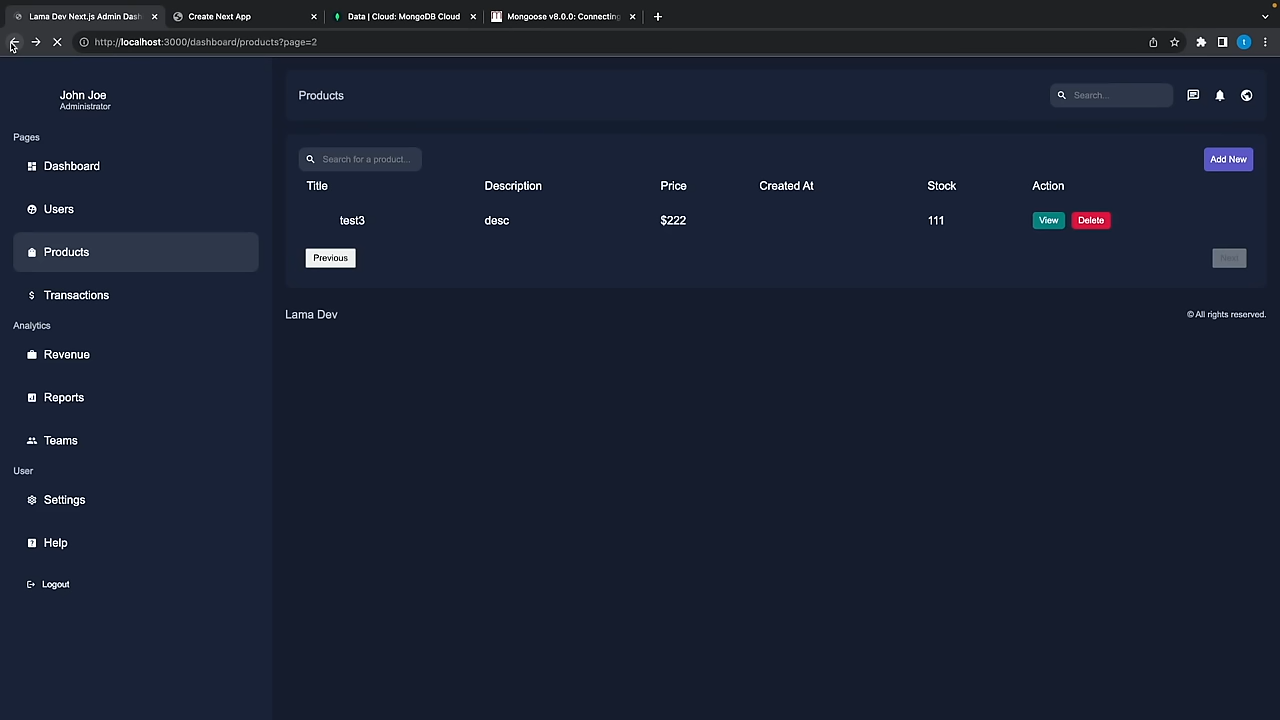 Lama Dev Next.js Admin Dash
Create Next App
Data | Cloud: MongoDB Cloud
Mongoose v8.0.0: Connecting
http://localhost:3000/dashboard/products?page=2
t
John Joe
Administrator
Pages
Dashboard
Users
Products
Transactions
Analytics
Revenue
Reports
Teams
User
Settings
Help
Logout
Products
Search...
Search for a product...
Add New
Title Description Price Created At Stock Action
test3 desc $222 111 View Delete
Previous Next
Lama Dev © All rights reserved.